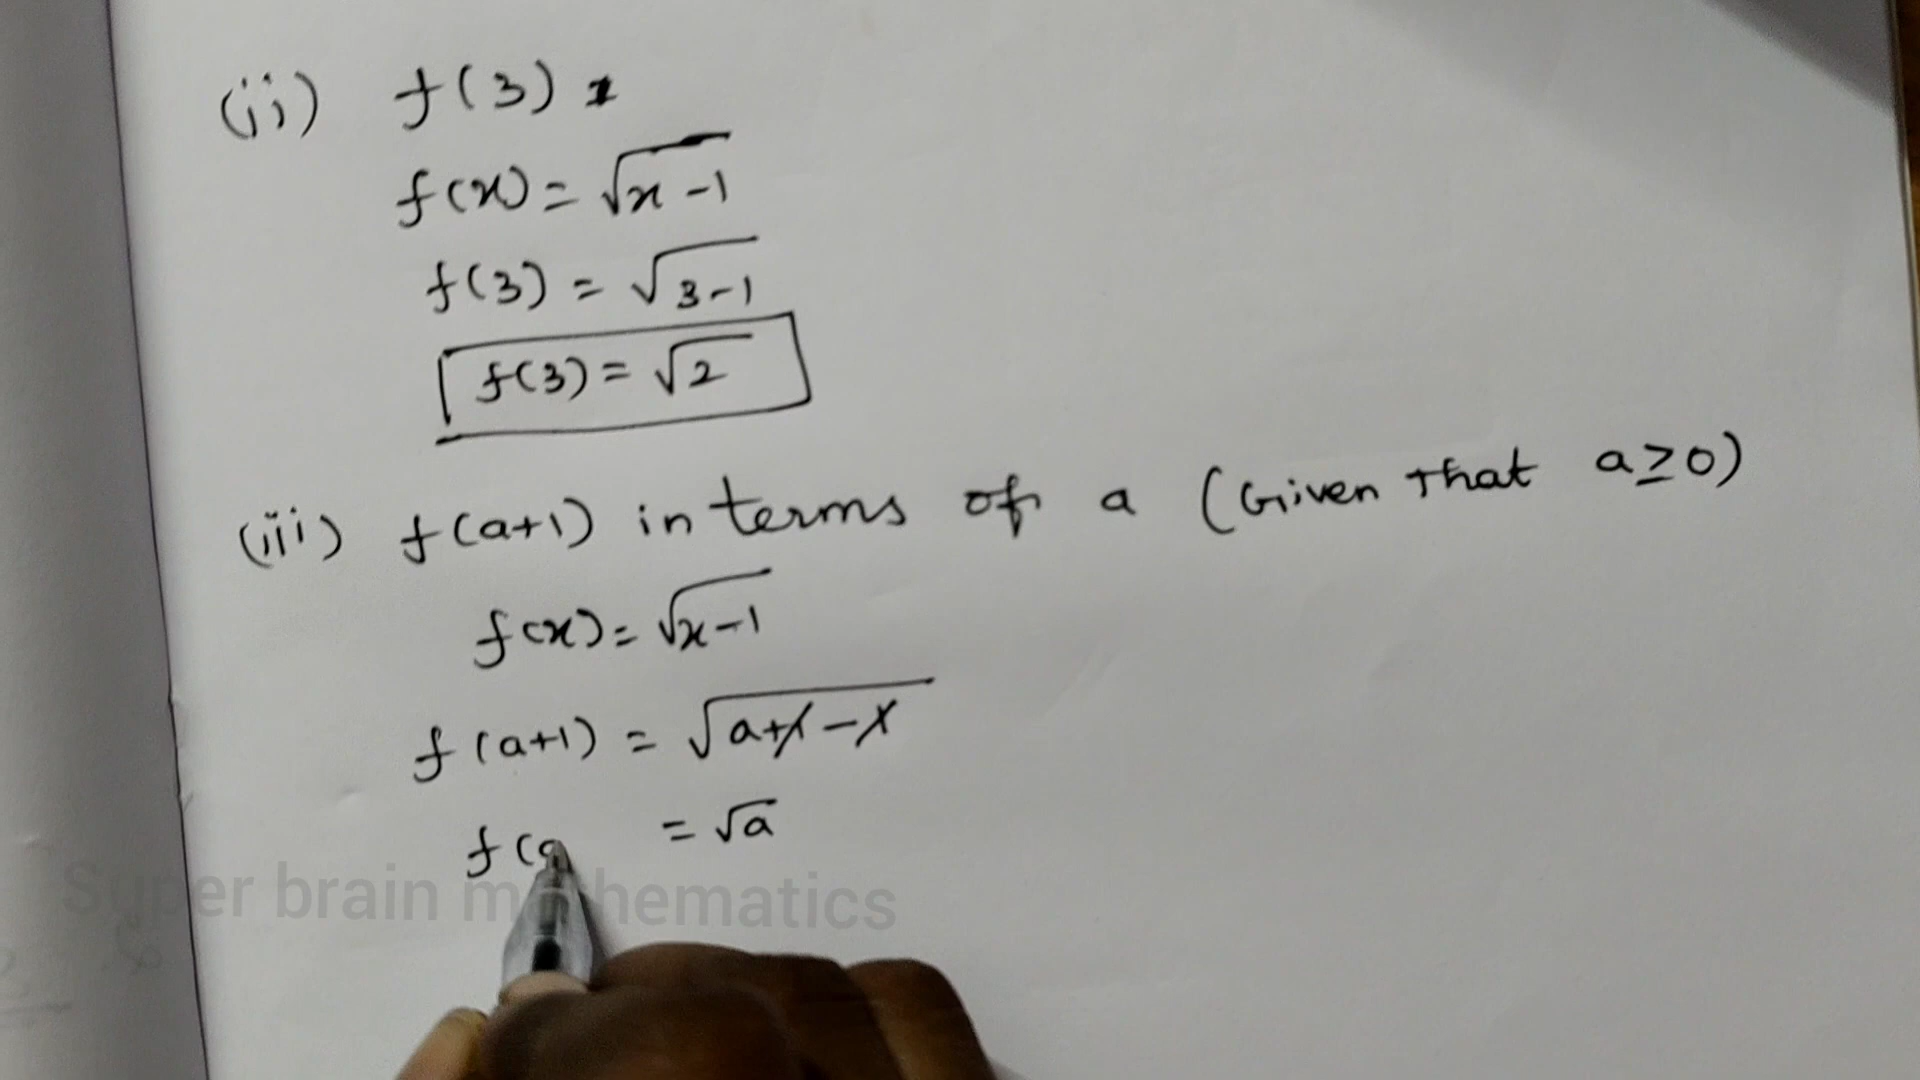 (ii) f(3)
f(x) = √x-1
f(3) = √3-1
f(3) = √2
(iii) f(a+1) in terms of a (Given that a≥0)
f(x) = √x-1
f(a+1) = √a+1-1
f(a = √a
Super brain mathematics